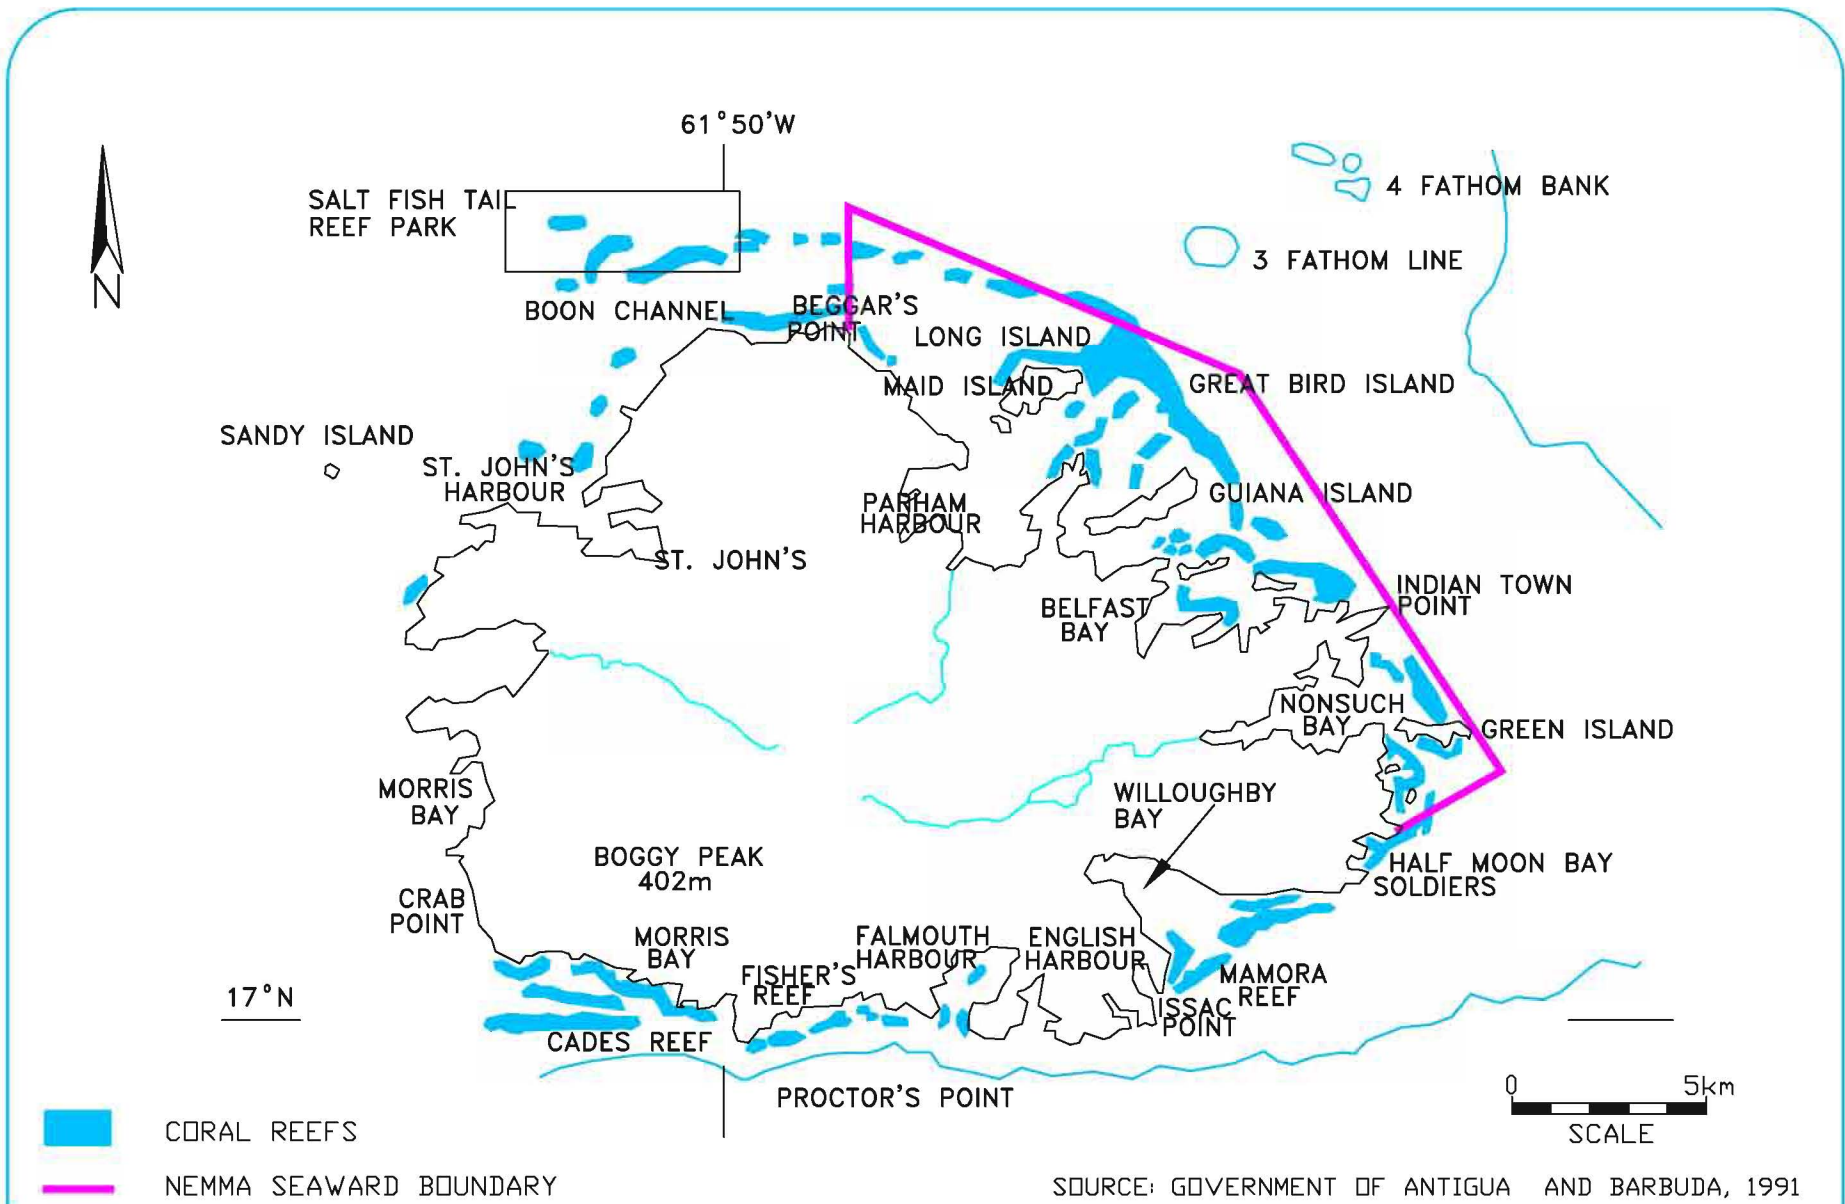 61°50'W
SALT FISH TAIL
REEF PARK
4 FATHOM BANK
3 FATHOM LINE
N
BOON CHANNEL
BEGGAR'S
POINT
LONG ISLAND
MAID ISLAND
GREAT BIRD ISLAND
SANDY ISLAND
ST. JOHN'S
HARBOUR
PARHAM
HARBOUR
GUIANA ISLAND
ST. JOHN'S
BELFAST
BAY
INDIAN TOWN
POINT
NONSUCH
BAY
GREEN ISLAND
MORRIS
BAY
WILLOUGHBY
BAY
BOGGY PEAK
402m
HALF MOON BAY
SOLDIERS
CRAB
POINT
MORRIS
BAY
FALMOUTH
HARBOUR
ENGLISH
HARBOUR
FISHER'S
REEF
MAMORA
REEF
17°N
ISSAC
POINT
CADES REEF
PROCTOR'S POINT
0 5km
SCALE
CORAL REEFS
NEMMA SEAWARD BOUNDARY
SOURCE: GOVERNMENT OF ANTIGUA AND BARBUDA, 1991